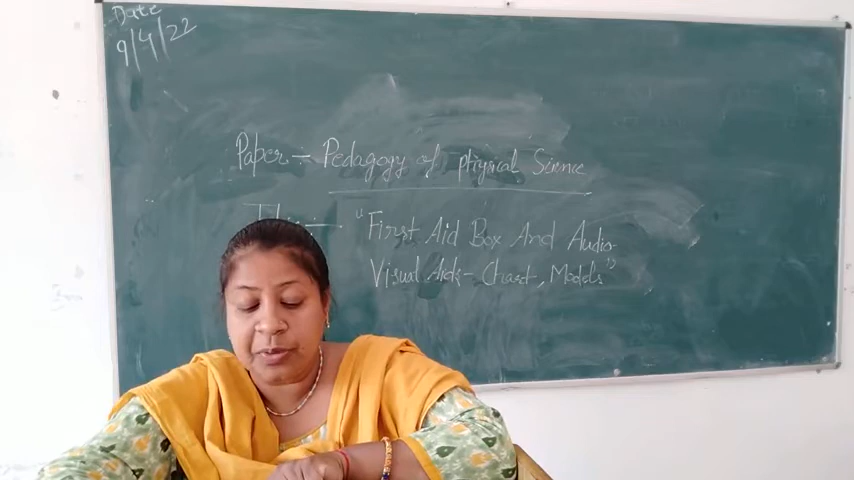 Date
9/4/22
Paper:- Pedagogy of physical Science
"First Aid Box And Audio
Visual Aids - Chart, Models"